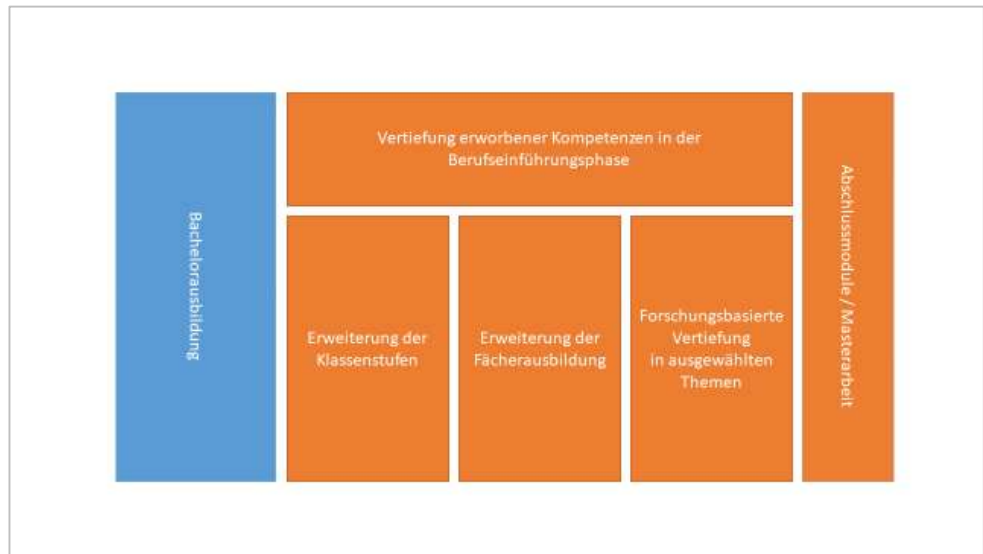 Bachelorausbildung
Vertiefung erworbener Kompetenzen in der
Berufseinführungsphase
Erweiterung der
Klassenstufen
Erweiterung der
Fächerausbildung
Forschungsbasierte
Vertiefung
in ausgewählten
Themen
Abschlussmodule / Masterarbeit